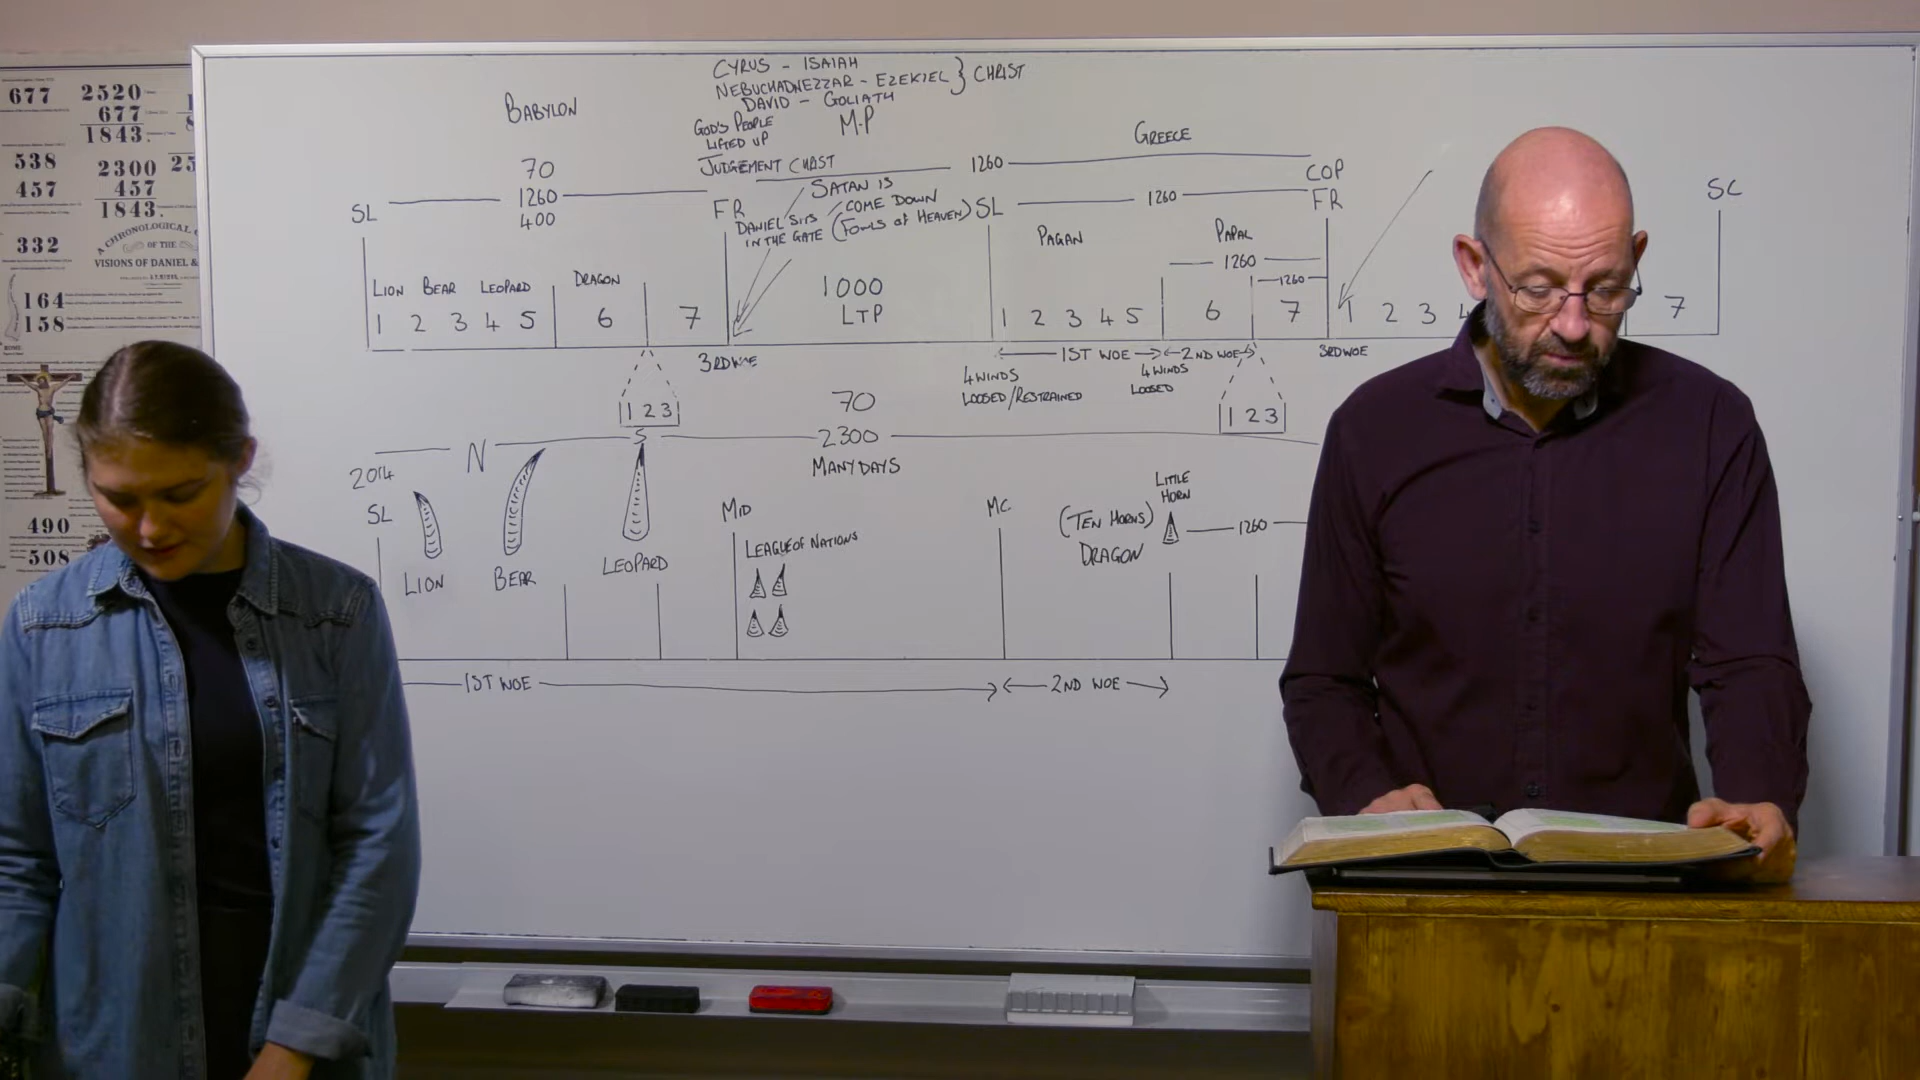 677
2520
677
1843.
538
2300
25
457
457
1843.
332
A CHRONOLOGICAL
OF THE
VISIONS OF DANIEL &
164
158
490
508
CYRUS - ISAIAH
NEBUCHADNEZZAR - EZEKIEL } CHRIST
DAVID - GOLIATH
BABYLON
GOD'S PEOPLE
LIFTED UP
M.P
GREECE
JUDGEMENT CHRIST
1260
COP
70
1260
400
SL
FR
SATAN IS
COME DOWN
(FOWLS OF HEAVEN)
DANIEL SITS
IN THE GATE
SL
1260
FR
SC
PAGAN
PAPAL
1260
1260
LION BEAR LEOPARD DRAGON
1 2 3 4 5 6 7
1000
LTP
1 2 3 4 5 6 7
1 2 3 4 7
3RD WOE
1ST WOE
2ND WOE
3RD WOE
4 WINDS
LOOSED/RESTRAINED
4 WINDS
LOOSED
1 2 3
70
1 2 3
N
S
2300
MANY DAYS
2014
SL
LION
BEAR
LEOPARD
MID
LEAGUE OF NATIONS
MC
(TEN HORNS)
DRAGON
LITTLE
HORN
1260
1ST WOE
2ND WOE